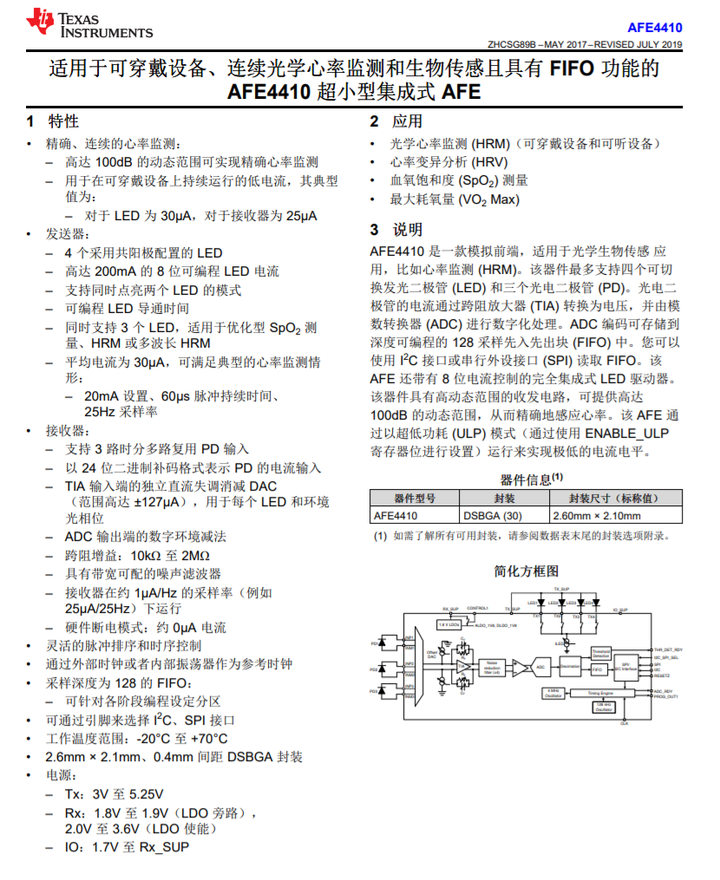 TEXAS
INSTRUMENTS
AFE4410
ZHCSG89B – MAY 2017 – REVISED JULY 2019
适用于可穿戴设备、连续光学心率监测和生物传感且具有 FIFO 功能的
AFE4410 超小型集成式 AFE
1 特性
• 精确、连续的心率监测：
– 高达 100dB 的动态范围可实现精确心率监测
– 用于在可穿戴设备上持续运行的低电流，其典型
值为：
– 对于 LED 为 30μA，对于接收器为 25μA
• 发送器：
– 4 个采用共阳极配置的 LED
– 高达 200mA 的 8 位可编程 LED 电流
– 支持同时点亮两个 LED 的模式
– 可编程 LED 导通时间
– 同时支持 3 个 LED，适用于优化型 SpO2 测
量、HRM 或多波长 HRM
– 平均电流为 30μA，可满足典型的心率监测情
形：
– 20mA 设置、60μs 脉冲持续时间、
25Hz 采样率
• 接收器：
– 支持 3 路时分多路复用 PD 输入
– 以 24 位二进制补码格式表示 PD 的电流输入
– TIA 输入端的独立直流失调消减 DAC
（范围高达 ±127μA），用于每个 LED 和环境
光相位
– ADC 输出端的数字环境减法
– 跨阻增益：10kΩ 至 2MΩ
– 具有带宽可配的噪声滤波器
– 接收器在约 1μA/Hz 的采样率（例如
25μA/25Hz）下运行
– 硬件断电模式：约 0μA 电流
• 灵活的脉冲排序和时序控制
• 通过外部时钟或者内部振荡器作为参考时钟
• 采样深度为 128 的 FIFO：
– 可针对各阶段编程设定分区
• 可通过引脚来选择 I2C、SPI 接口
• 工作温度范围：-20°C 至 +70°C
• 2.6mm × 2.1mm、0.4mm 间距 DSBGA 封装
• 电源：
– Tx：3V 至 5.25V
– Rx：1.8V 至 1.9V（LDO 旁路），
2.0V 至 3.6V（LDO 使能）
– IO：1.7V 至 Rx_SUP
2 应用
• 光学心率监测 (HRM)（可穿戴设备和可听设备）
• 心率变异分析 (HRV)
• 血氧饱和度 (SpO2) 测量
• 最大耗氧量 (VO2 Max)
3 说明
AFE4410 是一款模拟前端，适用于光学生物传感 应
用，比如心率监测 (HRM)。该器件最多支持四个可切
换发光二极管 (LED) 和三个光电二极管 (PD)。光电二
极管的电流通过跨阻放大器 (TIA) 转换为电压，并由模
数转换器 (ADC) 进行数字化处理。ADC 编码可存储到
深度可编程的 128 采样先入先出块 (FIFO) 中。您可以
使用 I2C 接口或串行外设接口 (SPI) 读取 FIFO。该
AFE 还带有 8 位电流控制的完全集成式 LED 驱动器。
该器件具有高动态范围的收发电路，可提供高达
100dB 的动态范围，从而精确地感应心率。该 AFE 通
过以超低功耗 (ULP) 模式（通过使用 ENABLE_ULP
寄存器位进行设置）运行来实现极低的电流电平。
器件信息(1)
器件型号 封装 封装尺寸（标称值）
AFE4410 DSBGA (30) 2.60mm × 2.10mm
(1) 如需了解所有可用封装，请参阅数据表末尾的封装选项附录。
简化方框图
TX_SUP
LED1 LED2 LED3 LED4
RX_SUP CONTROL1 TX_SUP TX1 TX2 TX3 TX4 IO_SUP
1.8 V LDOs ALDO_1V8, DLDO_1V8
Offset
DAC
PD1
PD2
PD3
Noise
reduction
filter
ADC
Decimation
Threshold
Detection
FIFO
SPI/
I2C Interface
THR_DET_RDY
I2C_SPI_SEL
SPI
I2C
RESETZ
4 MHz
Oscillator
Timing Engine
128 kHz
Oscillator
ADC_RDY
PROG_OUT1
CLK